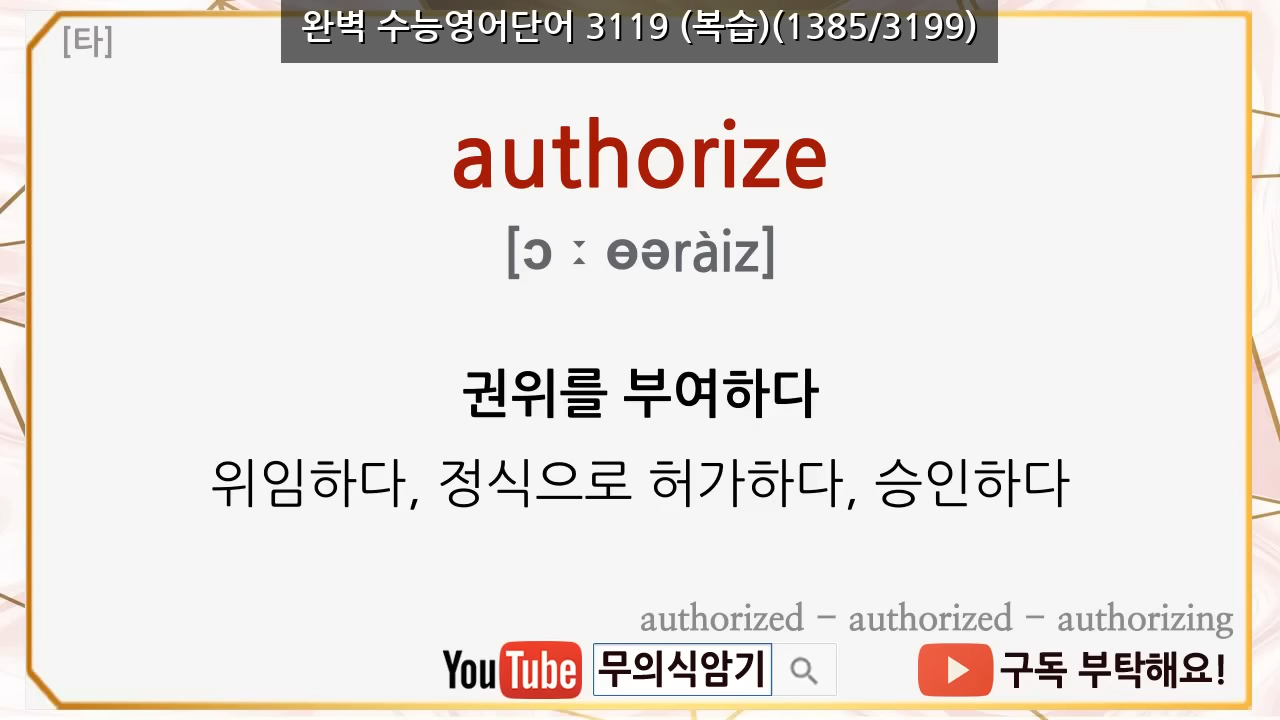 완벽 수능영어단어 3119 (복습)(1385/3199)
[타]
authorize
[ɔ ː ɵəràiz]
권위를 부여하다
위임하다, 정식으로 허가하다, 승인하다
authorized - authorized - authorizing
YouTube 무의식암기 구독 부탁해요!